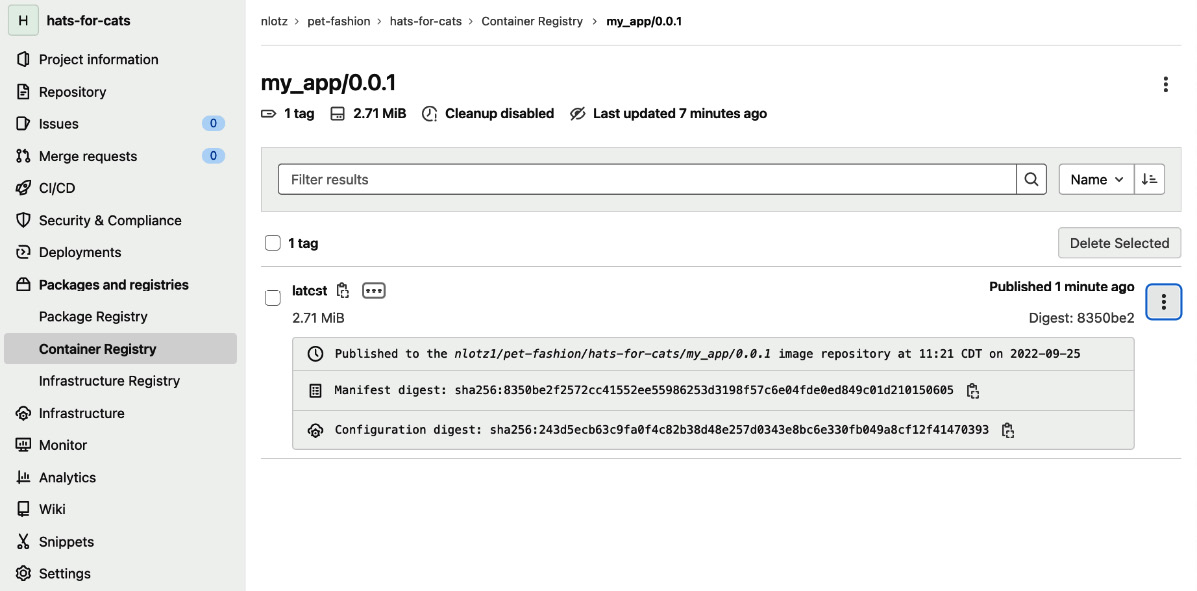 H hats-for-cats
Project information
Repository
Issues 0
Merge requests 0
CI/CD
Security & Compliance
Deployments
Packages and registries
Package Registry
Container Registry
Infrastructure Registry
Infrastructure
Monitor
Analytics
Wiki
Snippets
Settings
nlotz > pet-fashion > hats-for-cats > Container Registry > my_app/0.0.1
my_app/0.0.1
1 tag 2.71 MiB Cleanup disabled Last updated 7 minutes ago
Filter results Name
1 tag Delete Selected
latest Published 1 minute ago
2.71 MiB Digest: 8350be2
Published to the nlotz1/pet-fashion/hats-for-cats/my_app/0.0.1 image repository at 11:21 CDT on 2022-09-25
Manifest digest: sha256:8350be2f2572cc41552ee55986253d3198f57c6e04fde0ed849c01d210150605
Configuration digest: sha256:243d5ecb63c9fa0f4c82b38d48e257d0343e8bc6e330fb049a8cf12f41470393